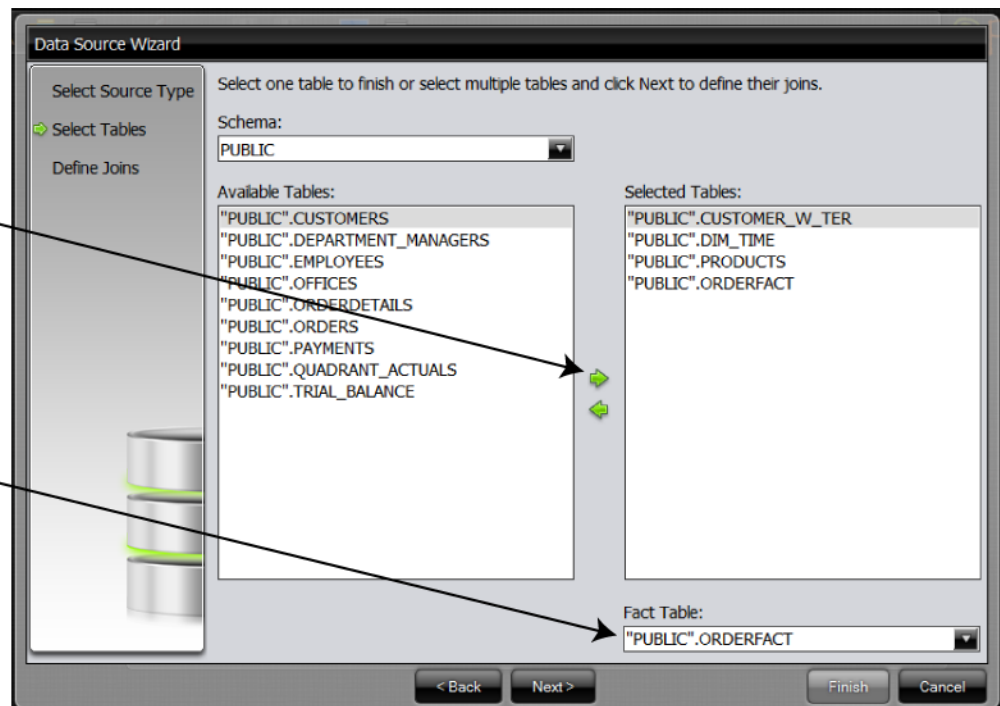 Data Source Wizard
Select Source Type
Select Tables
Define Joins
Select one table to finish or select multiple tables and click Next to define their joins.
Schema:
PUBLIC
Available Tables:
"PUBLIC".CUSTOMERS
"PUBLIC".DEPARTMENT_MANAGERS
"PUBLIC".EMPLOYEES
"PUBLIC".OFFICES
"PUBLIC".ORDERDETAILS
"PUBLIC".ORDERS
"PUBLIC".PAYMENTS
"PUBLIC".QUADRANT_ACTUALS
"PUBLIC".TRIAL_BALANCE
Selected Tables:
"PUBLIC".CUSTOMER_W_TER
"PUBLIC".DIM_TIME
"PUBLIC".PRODUCTS
"PUBLIC".ORDERFACT
Fact Table:
"PUBLIC".ORDERFACT
< Back
Next >
Finish
Cancel